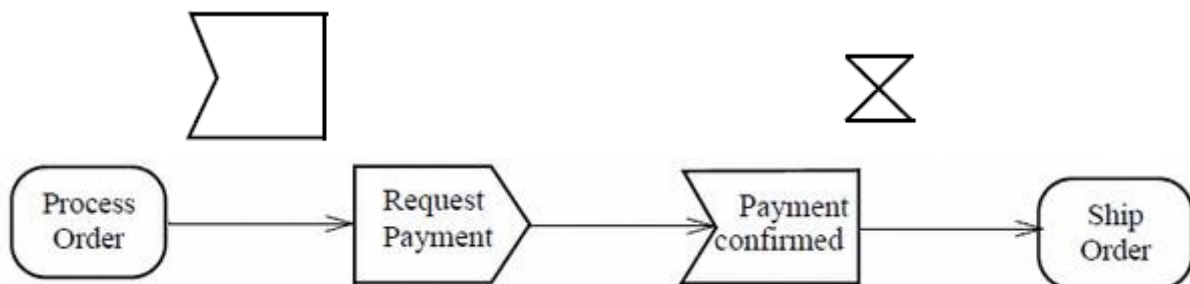 Process
Order
Request
Payment
Payment
confirmed
Ship
Order